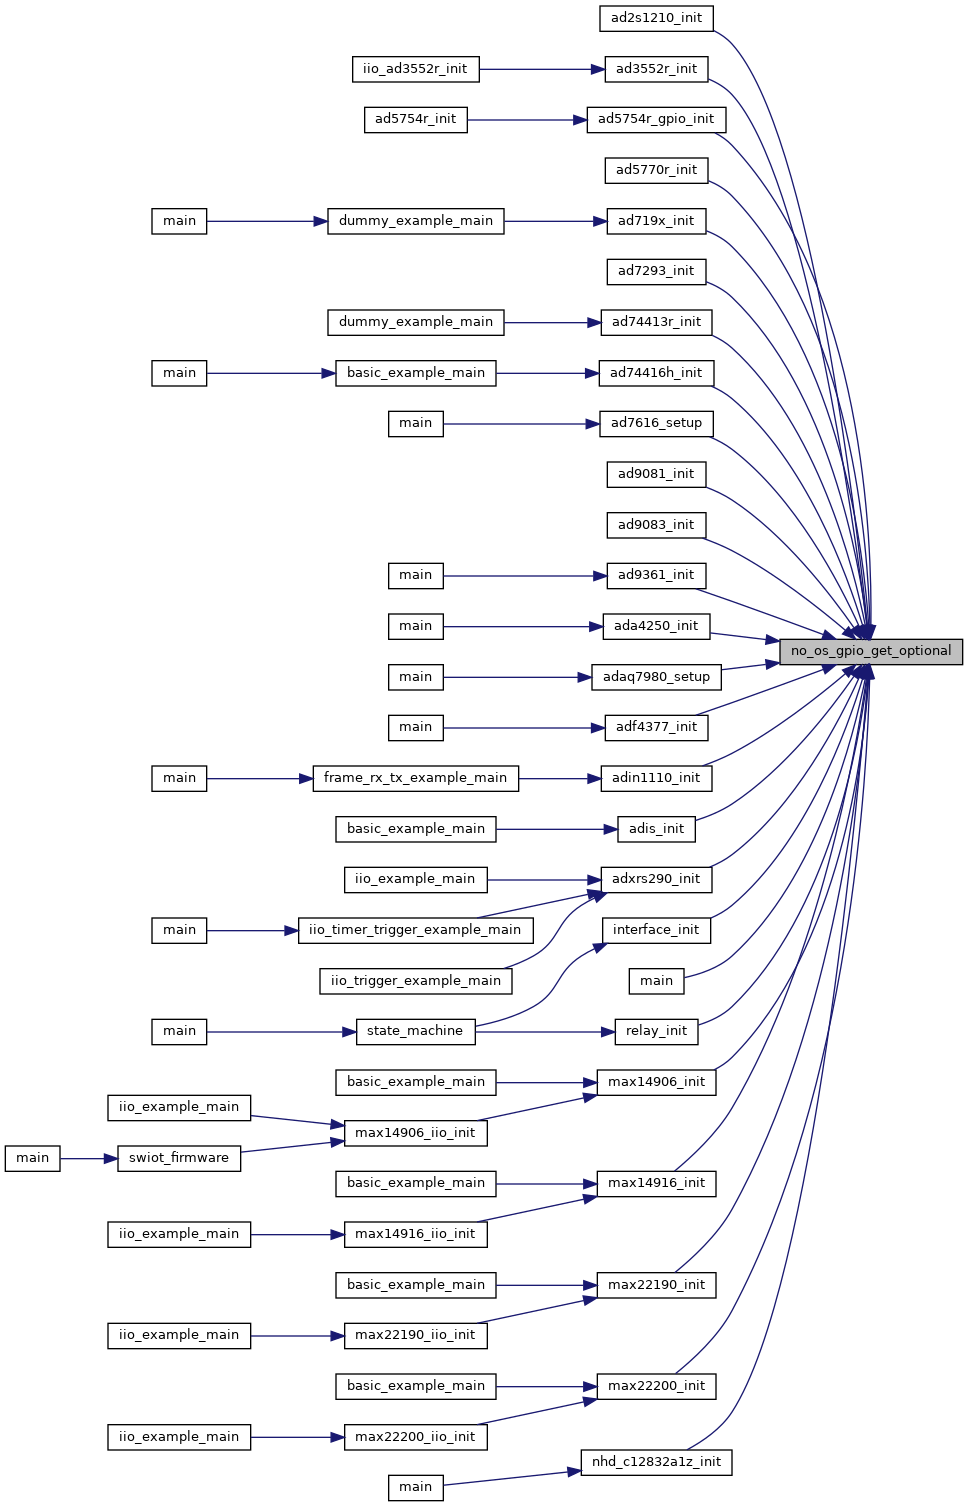 ad2s1210_init
iio_ad3552r_init
ad3552r_init
ad5754r_init
ad5754r_gpio_init
ad5770r_init
main
dummy_example_main
ad719x_init
ad7293_init
dummy_example_main
ad74413r_init
main
basic_example_main
ad74416h_init
main
ad7616_setup
ad9081_init
ad9083_init
main
ad9361_init
main
ada4250_init
no_os_gpio_get_optional
main
adaq7980_setup
main
adf4377_init
main
frame_rx_tx_example_main
adin1110_init
basic_example_main
adis_init
iio_example_main
adxrs290_init
main
iio_timer_trigger_example_main
interface_init
iio_trigger_example_main
main
main
state_machine
relay_init
basic_example_main
max14906_init
iio_example_main
max14906_iio_init
main
swiot_firmware
basic_example_main
max14916_init
iio_example_main
max14916_iio_init
basic_example_main
max22190_init
iio_example_main
max22190_iio_init
basic_example_main
max22200_init
iio_example_main
max22200_iio_init
nhd_c12832a1z_init
main